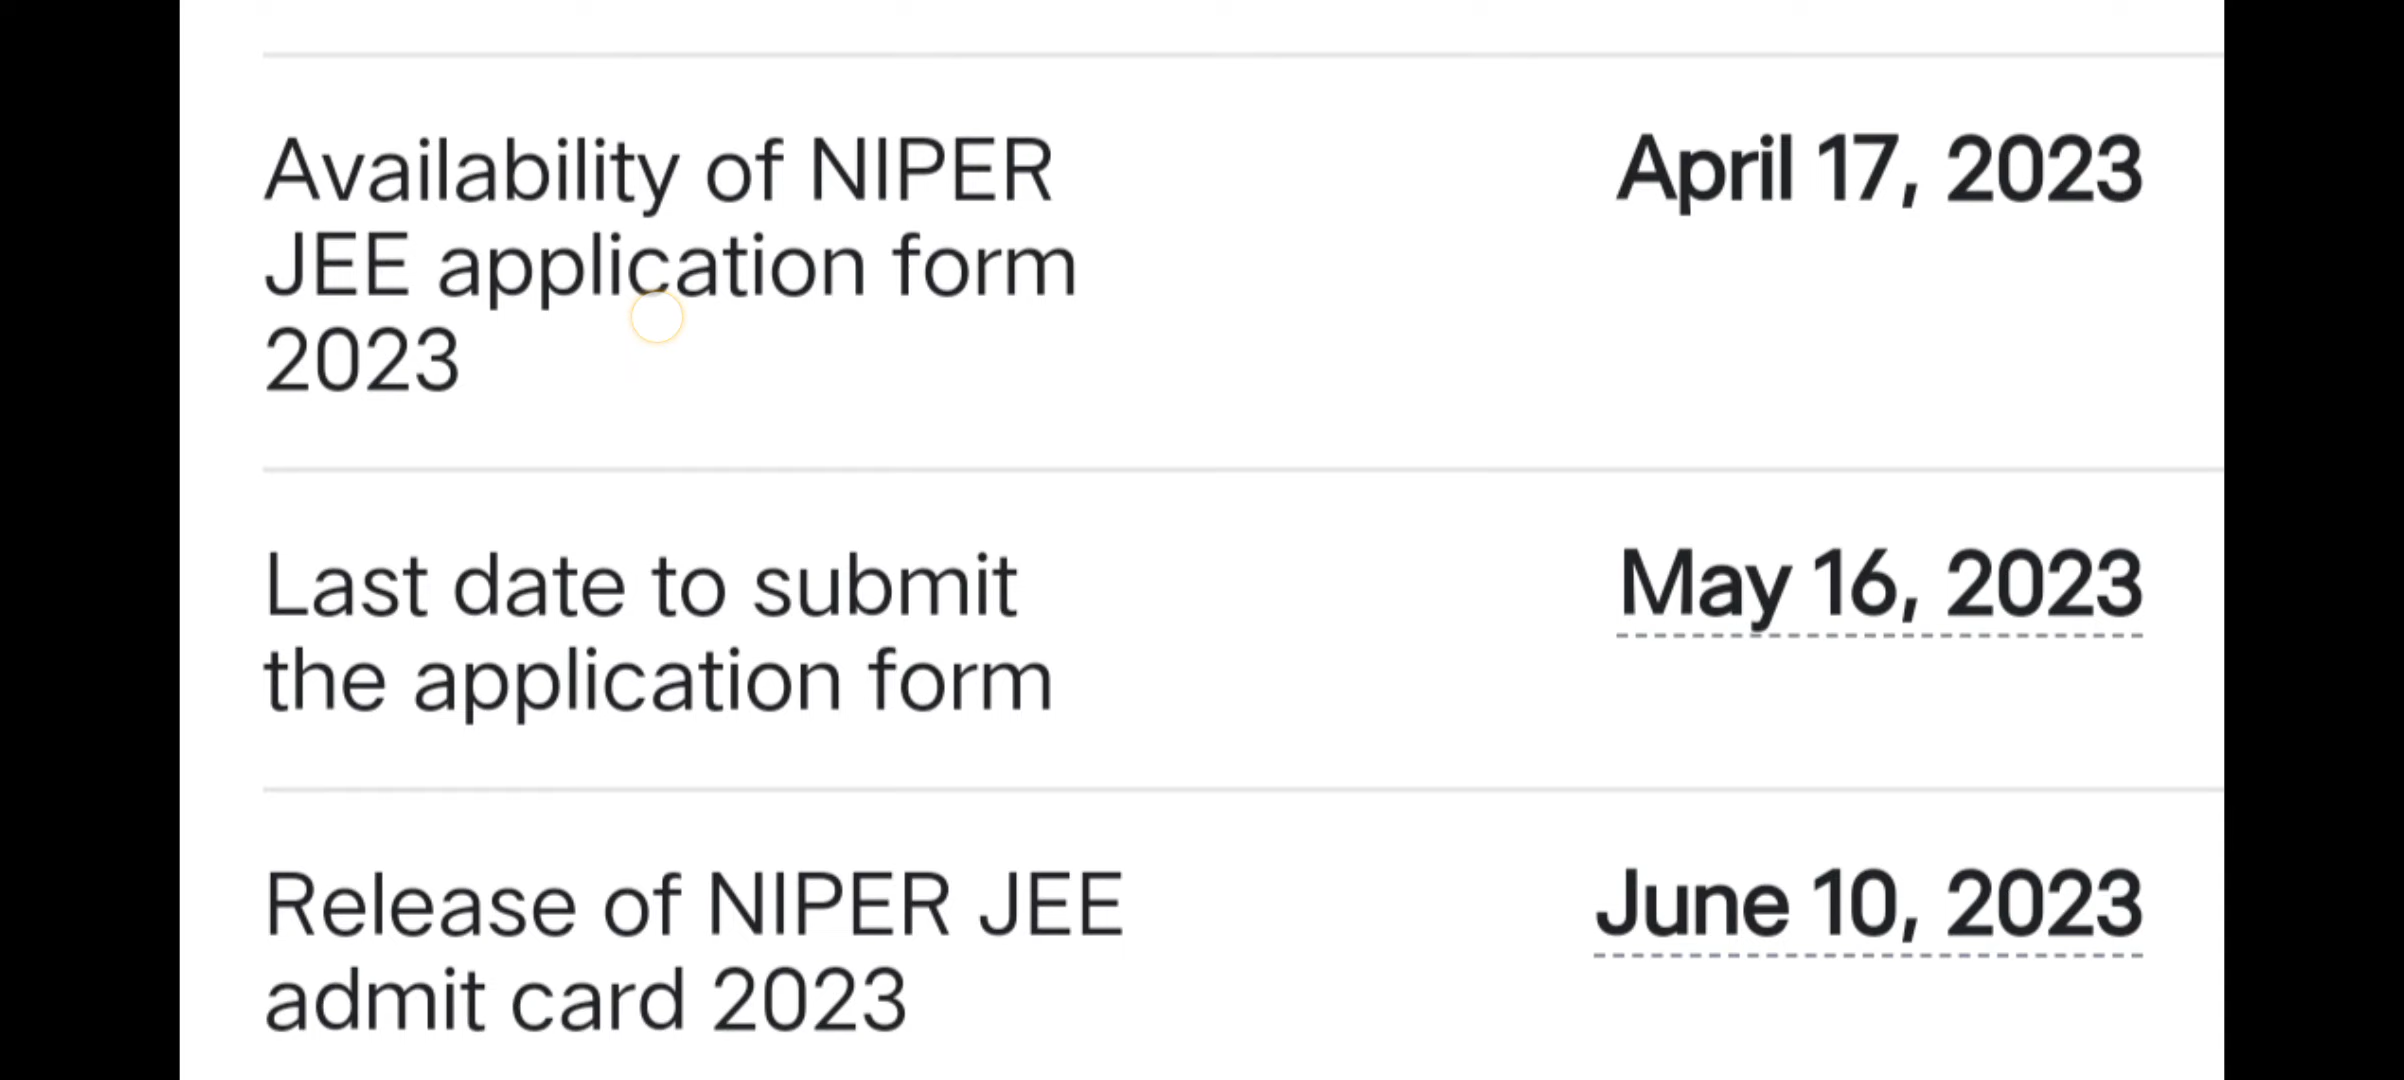 Availability of NIPER April 17, 2023
JEE application form
2023
Last date to submit May 16, 2023
the application form
Release of NIPER JEE June 10, 2023
admit card 2023